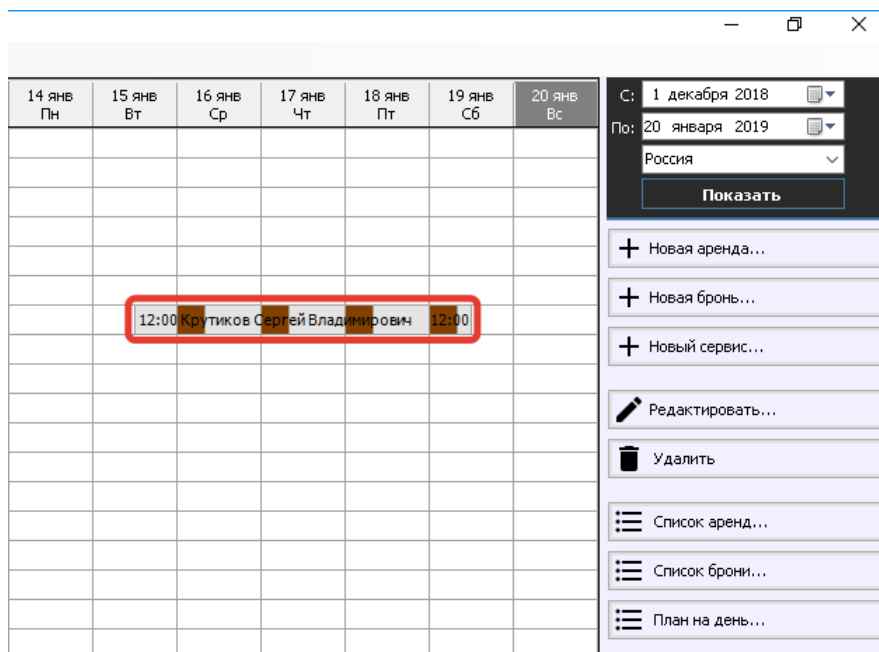 14 янв 15 янв 16 янв 17 янв 18 янв 19 янв 20 янв
Пн Вт Ср Чт Пт Сб Вс
12:00 Крутиков Сергей Владимирович 12:00
С: 1 декабря 2018
По: 20 января 2019
Россия
Показать
Новая аренда...
Новая бронь...
Новый сервис...
Редактировать...
Удалить
Список аренд...
Список брони...
План на день...